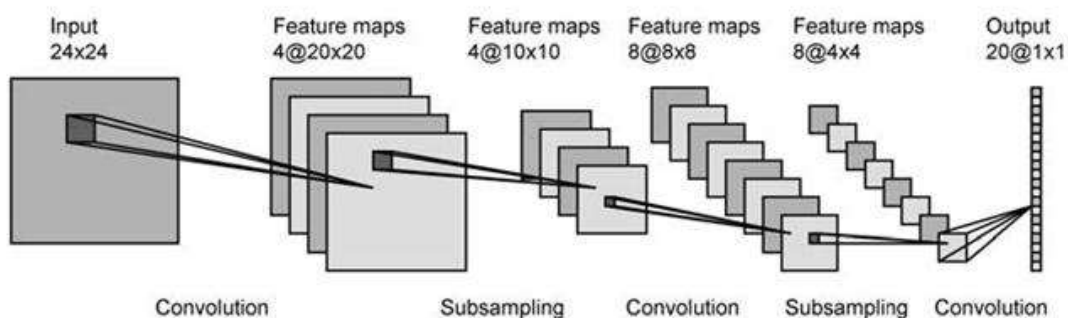 Input
24x24
Feature maps
4@20x20
Feature maps
4@10x10
Feature maps
8@8x8
Feature maps
8@4x4
Output
20@1x1
Convolution
Subsampling
Convolution
Subsampling
Convolution